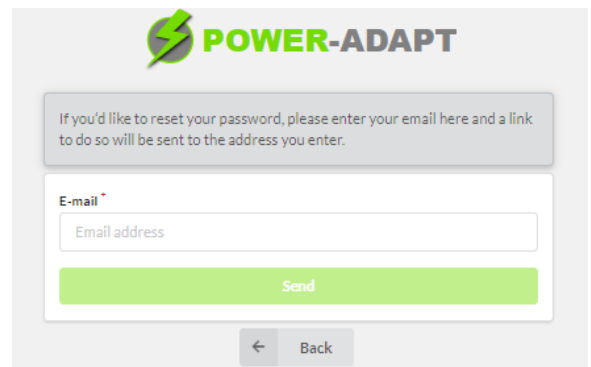 POWER-ADAPT
If you'd like to reset your password, please enter your email here and a link
to do so will be sent to the address you enter.
E-mail *
Email address
Send
← Back